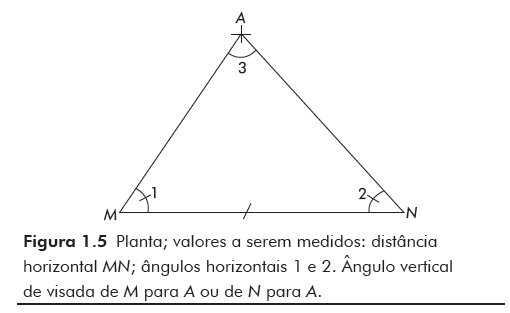 A
3
1
2
M
N
Figura 1.5 Planta; valores a serem medidos: distância
horizontal MN; ângulos horizontais 1 e 2. Ângulo vertical
de visada de M para A ou de N para A.